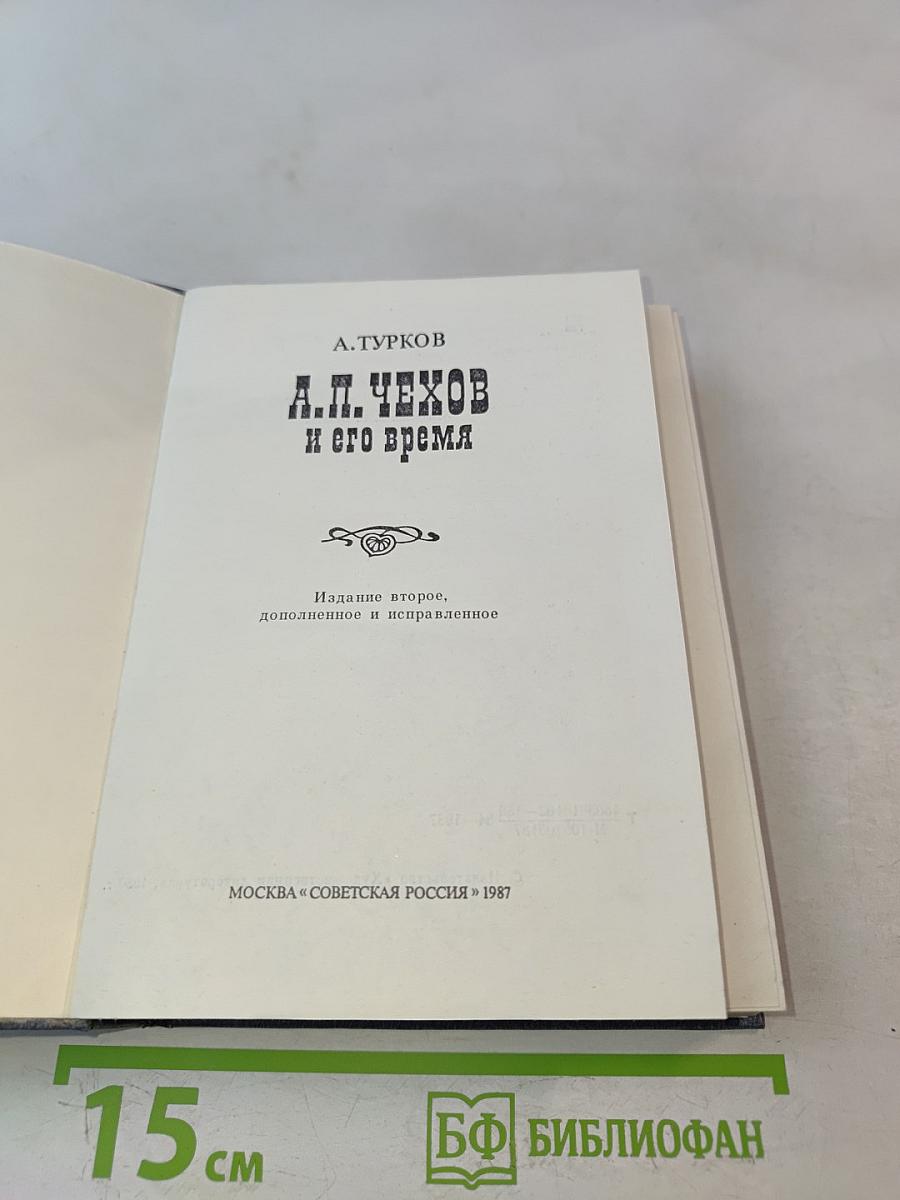 А.ТУРКОВ
А.П.ЧЕХОВ
и его время
Издание второе,
дополненное и исправленное
МОСКВА «СОВЕТСКАЯ РОССИЯ» 1987
15 см
БФ БИБЛИОФАН